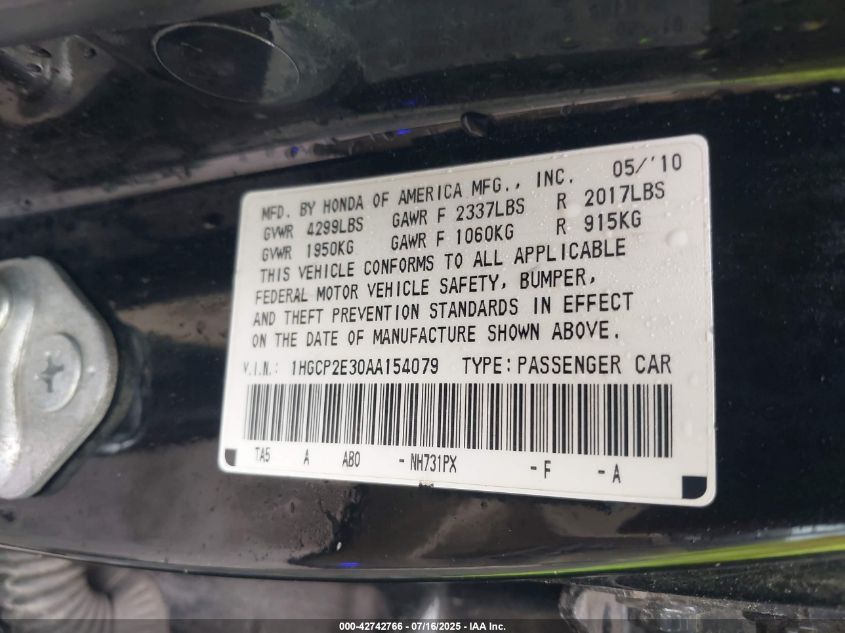 MFD. BY HONDA OF AMERICA MFG., INC. 05/'10
GVWR 4299LBS GAWR F 2337LBS R 2017LBS
GVWR 1950KG GAWR F 1060KG R 915KG
THIS VEHICLE CONFORMS TO ALL APPLICABLE
FEDERAL MOTOR VEHICLE SAFETY, BUMPER,
AND THEFT PREVENTION STANDARDS IN EFFECT
ON THE DATE OF MANUFACTURE SHOWN ABOVE.
V.I.N.: 1HGCP2E30AA154079 TYPE:PASSENGER CAR
TA5 A AB0 -NH731PX -F -A
000-42742766 - 07/16/2025 - IAA Inc.